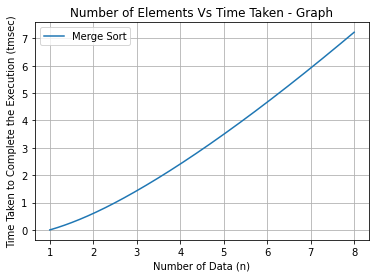 Number of Elements Vs Time Taken - Graph
Merge Sort
Time Taken to Complete the Execution (tmsec)
7
6
5
4
3
2
1
0
1 2 3 4 5 6 7 8
Number of Data (n)